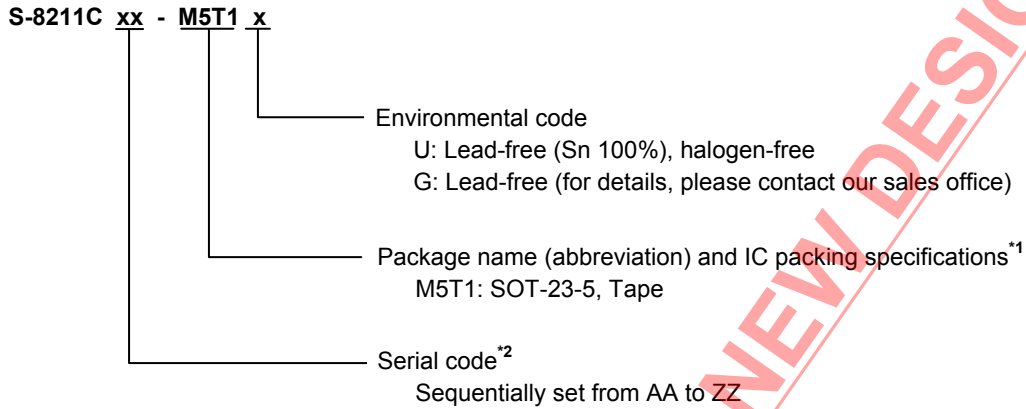 S-8211C xx - M5T1 x
Environmental code
U: Lead-free (Sn 100%), halogen-free
G: Lead-free (for details, please contact our sales office)
Package name (abbreviation) and IC packing specifications*1
M5T1: SOT-23-5, Tape
Serial code*2
Sequentially set from AA to ZZ
NEW DESIG